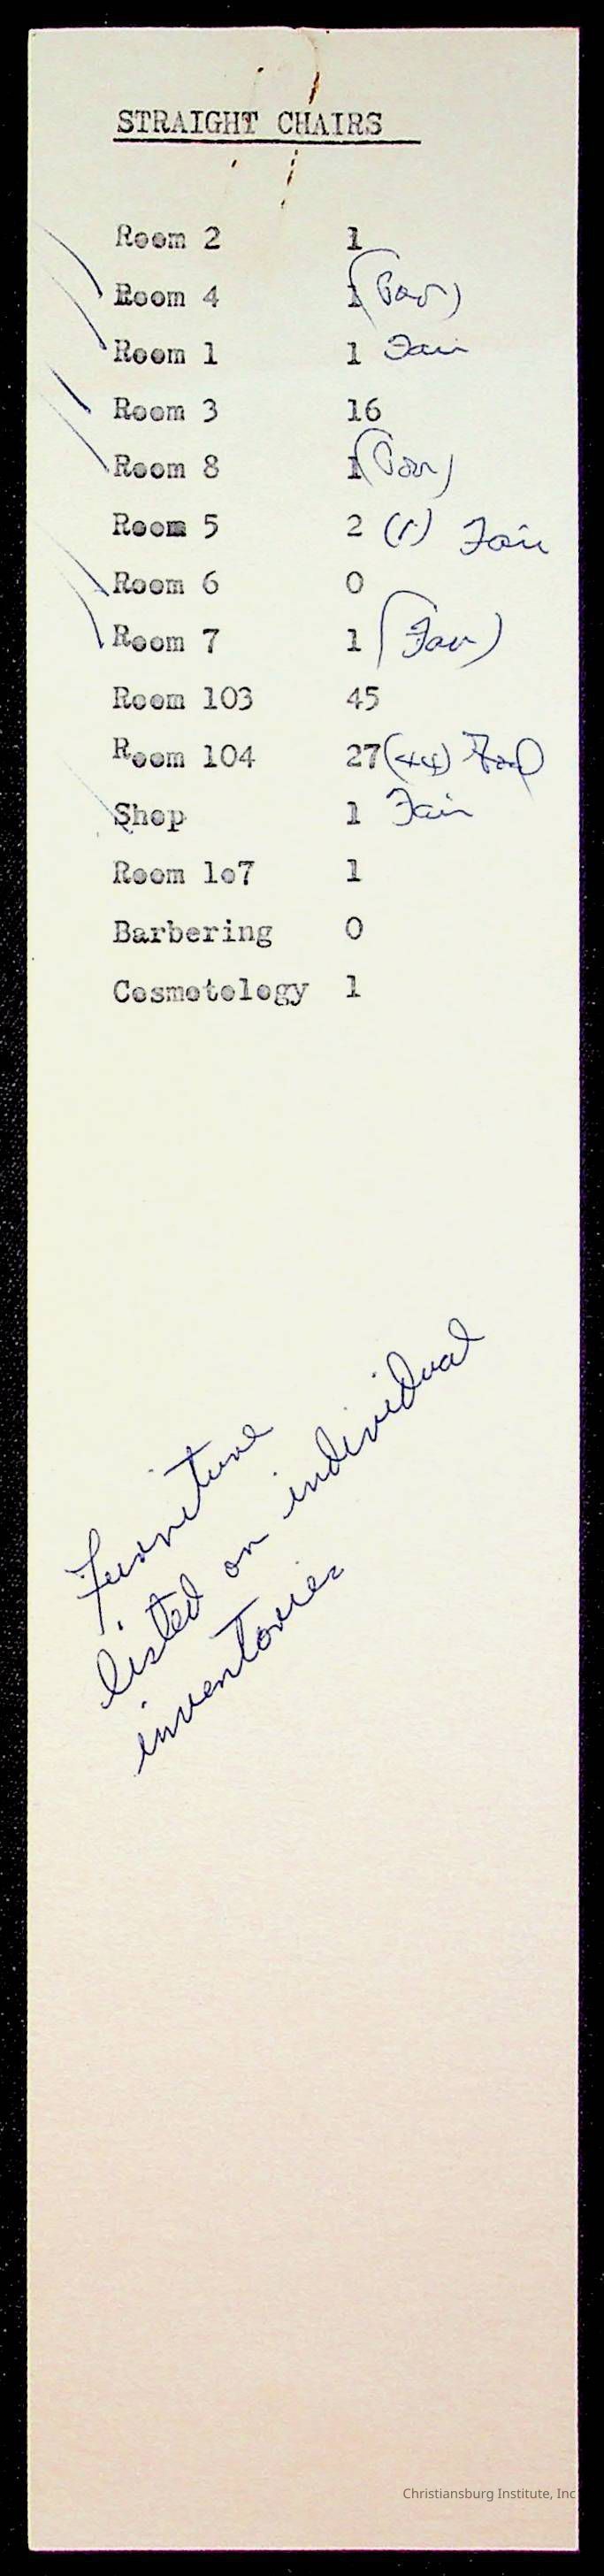 STRAIGHT CHAIRS
Room 2 1
Room 4 1 (Poor)
Room 1 1 Fair
Room 3 16
Room 8 1 (Poor)
Room 5 2 (1) Fair
Room 6 0
Room 7 1 (Fair)
Room 103 45
Room 104 27 (44)
Shop 1 Fair
Room 1o7 1
Barbering 0
Cosmetology 1
Furniture
listed on individual
inventories
Christiansburg Institute, Inc